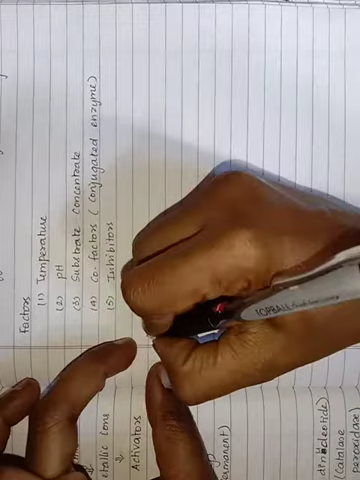 Factors
(1) Temperature
(2) pH
(3) Substrate concentrate
(4) Co-factors (conjugated enzyme)
(5) Inhibitors
etallic ions
↓
Activators
(Catalase
peroxidase)
TOPBALL